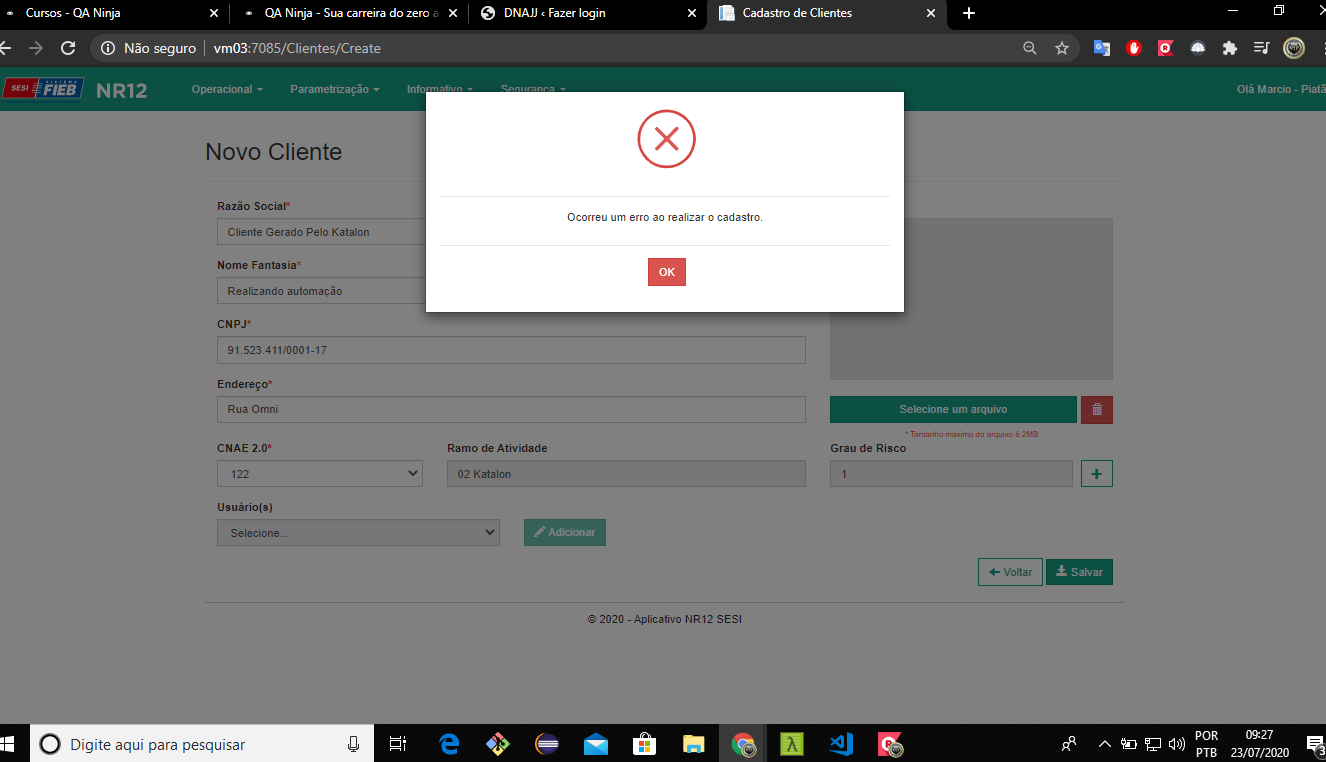 Cursos - QA Ninja
QA Ninja - Sua carreira do zero a
DNAJJ ‹ Fazer login
Cadastro de Clientes
Não seguro
vm03:7085/Clientes/Create
SESI
SISTEMA
FIEB
NR12
Operacional
Parametrização
Informativo
Segurança
Olá Marcio - Piatã
Novo Cliente
Ocorreu um erro ao realizar o cadastro.
OK
Razão Social*
Cliente Gerado Pelo Katalon
Nome Fantasia*
Realizando automação
CNPJ*
91.523.411/0001-17
Endereço*
Rua Omni
Selecione um arquivo
* Tamanho máximo do arquivo é 2MB
CNAE 2.0*
Ramo de Atividade
Grau de Risco
122
02 Katalon
1
Usuário(s)
Selecione...
Adicionar
Voltar
Salvar
© 2020 - Aplicativo NR12 SESI
Digite aqui para pesquisar
POR
PTB
09:27
23/07/2020
3